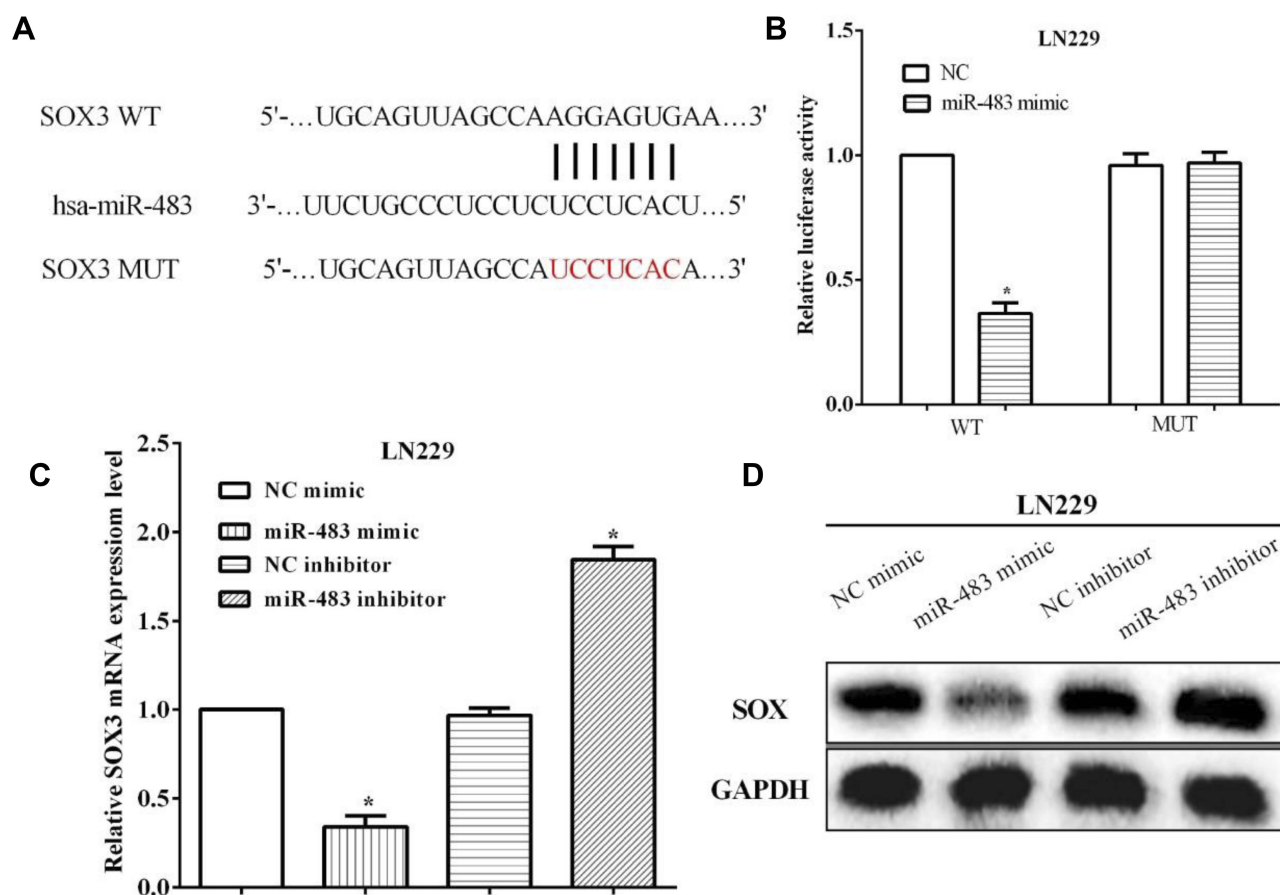 A
SOX3 WT 5'-...UGCAGUUAGCCAAGGAGUGAA...3'
hsa-miR-483 3'-...UUCUGCCCUCCUCUCCUCACU...5'
SOX3 MUT 5'-...UGCAGUUAGCCAUCCUCACA...3'
B
LN229
NC
miR-483 mimic
Relative luciferase activity
1.5
1.0
0.5
0.0
*
WT MUT
C
LN229
NC mimic
miR-483 mimic
NC inhibitor
miR-483 inhibitor
Relative SOX3 mRNA expression level
2.5
2.0
1.5
1.0
0.5
0.0
*
*
D
LN229
NC mimic miR-483 mimic NC inhibitor miR-483 inhibitor
SOX
GAPDH